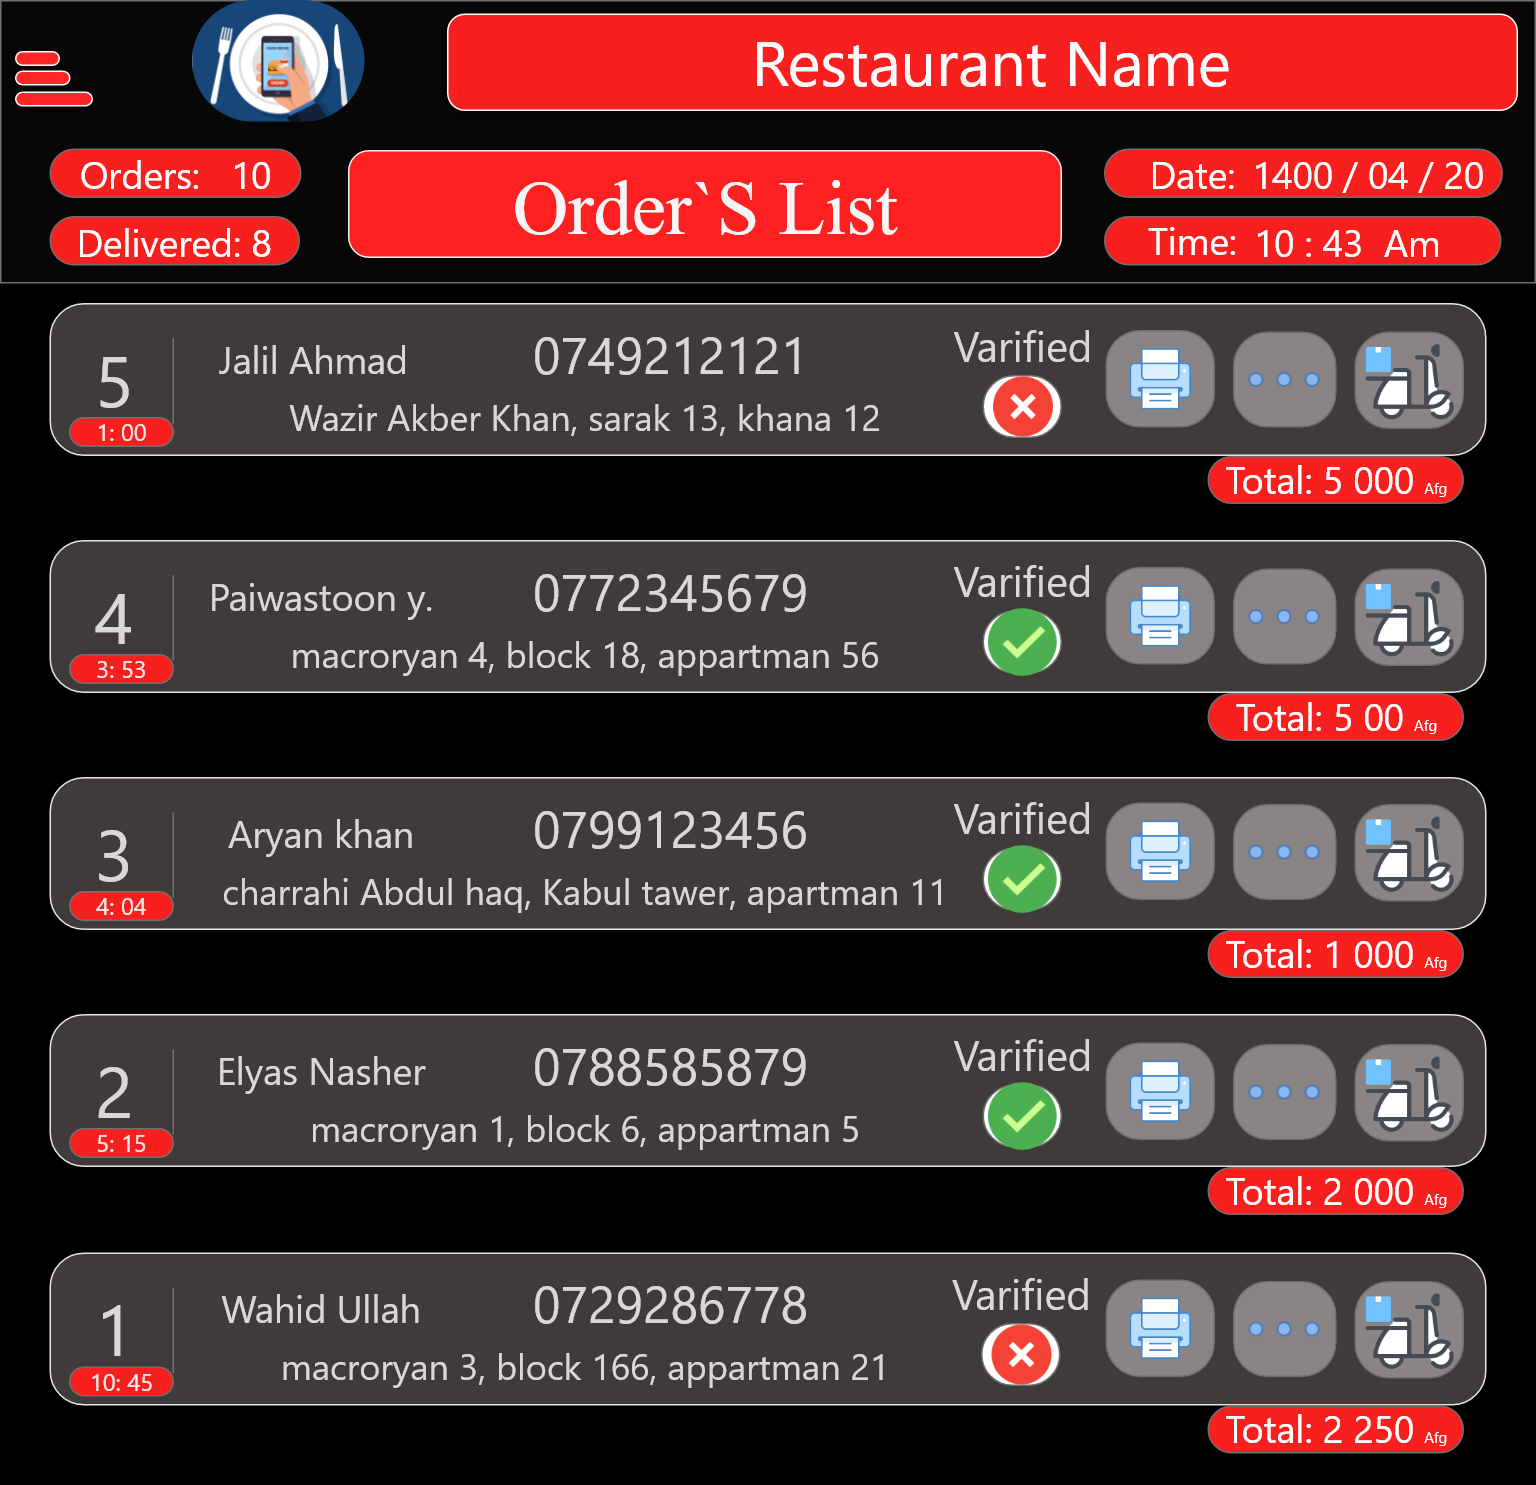 Restaurant Name
Orders: 10
Delivered: 8
Order`S List
Date: 1400 / 04 / 20
Time: 10 : 43 Am
5
1: 00
Jalil Ahmad
0749212121
Wazir Akber Khan, sarak 13, khana 12
Varified
Total: 5 000 Afg
4
3: 53
Paiwastoon y.
0772345679
macroryan 4, block 18, appartman 56
Varified
Total: 5 00 Afg
3
4: 04
Aryan khan
0799123456
charrahi Abdul haq, Kabul tawer, apartman 11
Varified
Total: 1 000 Afg
2
5: 15
Elyas Nasher
0788585879
macroryan 1, block 6, appartman 5
Varified
Total: 2 000 Afg
1
10: 45
Wahid Ullah
0729286778
macroryan 3, block 166, appartman 21
Varified
Total: 2 250 Afg